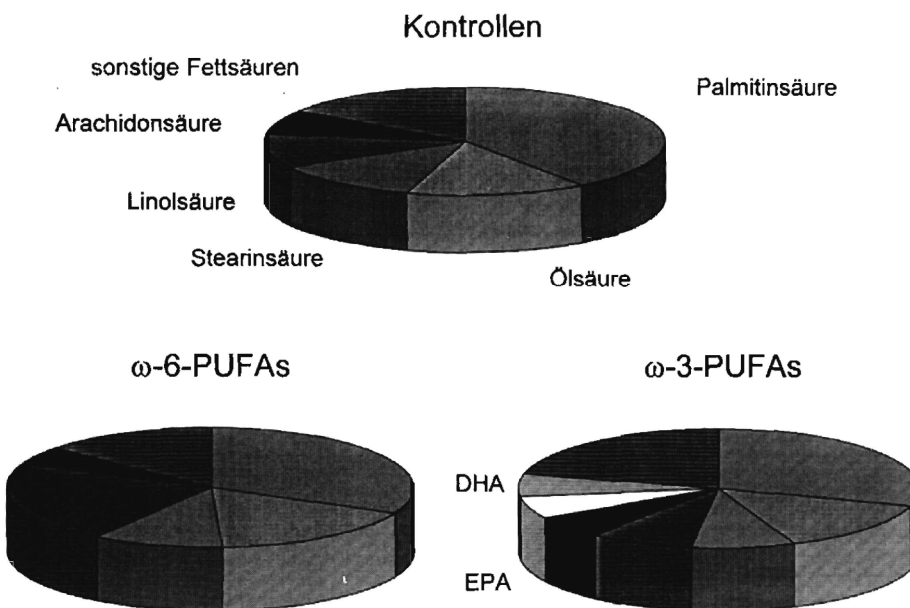 Kontrollen
sonstige Fettsäuren
Palmitinsäure
Arachidonsäure
Linolsäure
Stearinsäure
Ölsäure
ω-6-PUFAs
ω-3-PUFAs
DHA
EPA